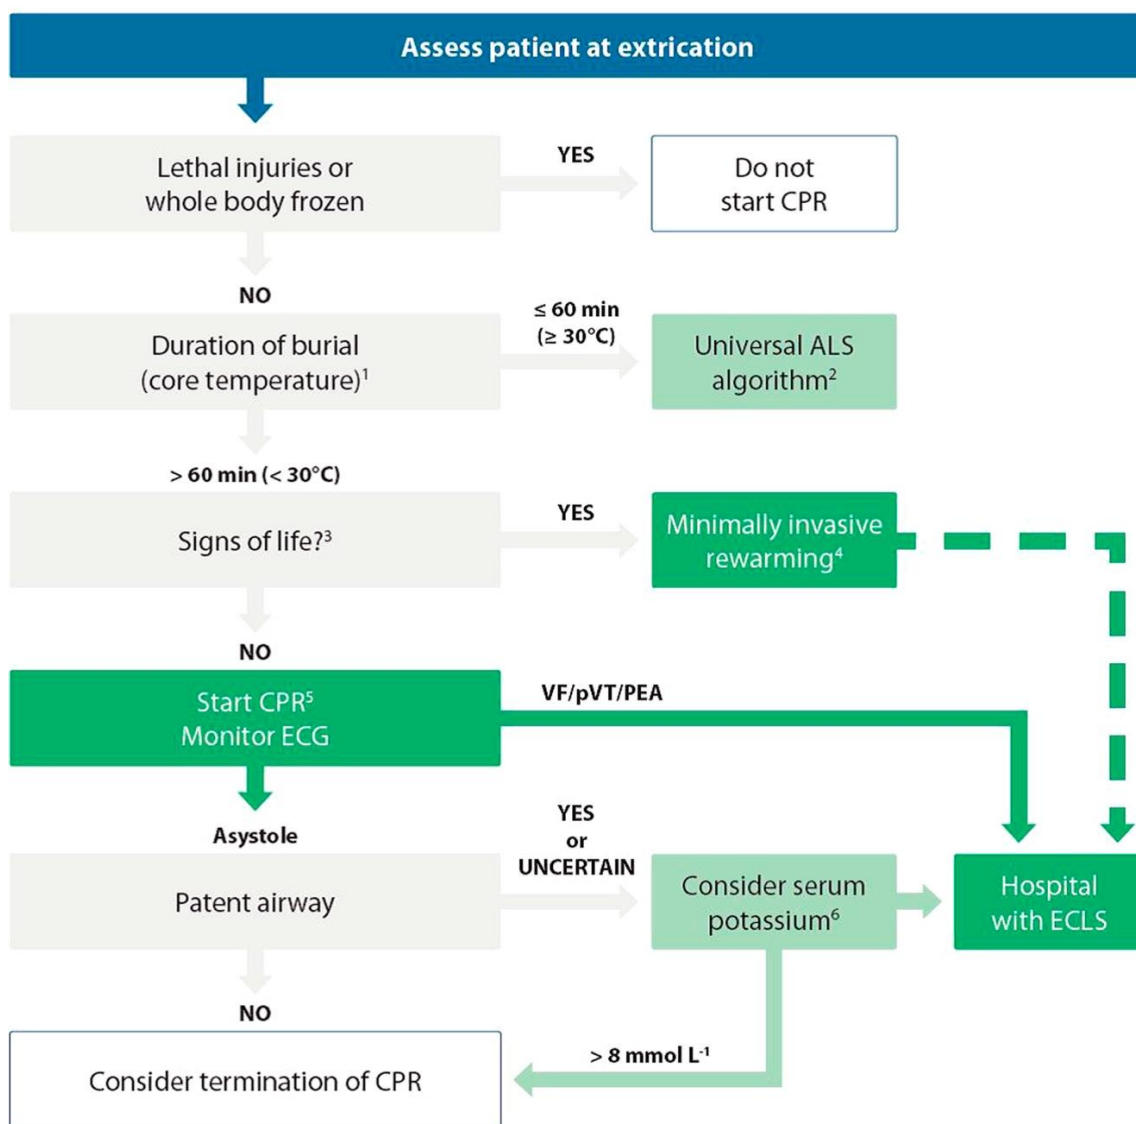 Assess patient at extrication
Lethal injuries or
whole body frozen
YES
Do not
start CPR
NO
Duration of burial
(core temperature)¹
≤ 60 min
(≥ 30°C)
Universal ALS
algorithm²
> 60 min (< 30°C)
Signs of life?³
YES
Minimally invasive
rewarming⁴
NO
Start CPR⁵
Monitor ECG
VF/pVT/PEA
Asystole
Patent airway
YES
or
UNCERTAIN
Consider serum
potassium⁶
Hospital
with ECLS
NO
> 8 mmol L⁻¹
Consider termination of CPR